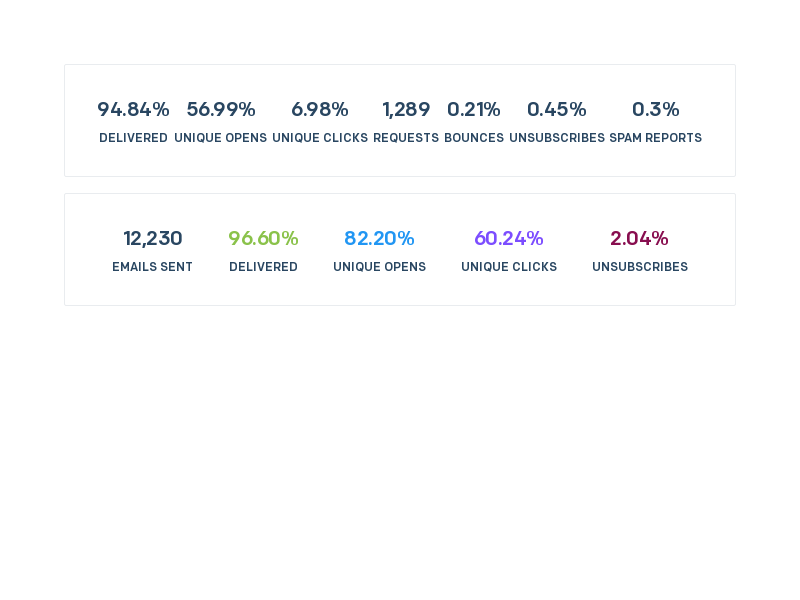 94.84% 56.99% 6.98% 1,289 0.21% 0.45% 0.3%
DELIVERED UNIQUE OPENS UNIQUE CLICKS REQUESTS BOUNCES UNSUBSCRIBES SPAM REPORTS
12,230 96.60% 82.20% 60.24% 2.04%
EMAILS SENT DELIVERED UNIQUE OPENS UNIQUE CLICKS UNSUBSCRIBES